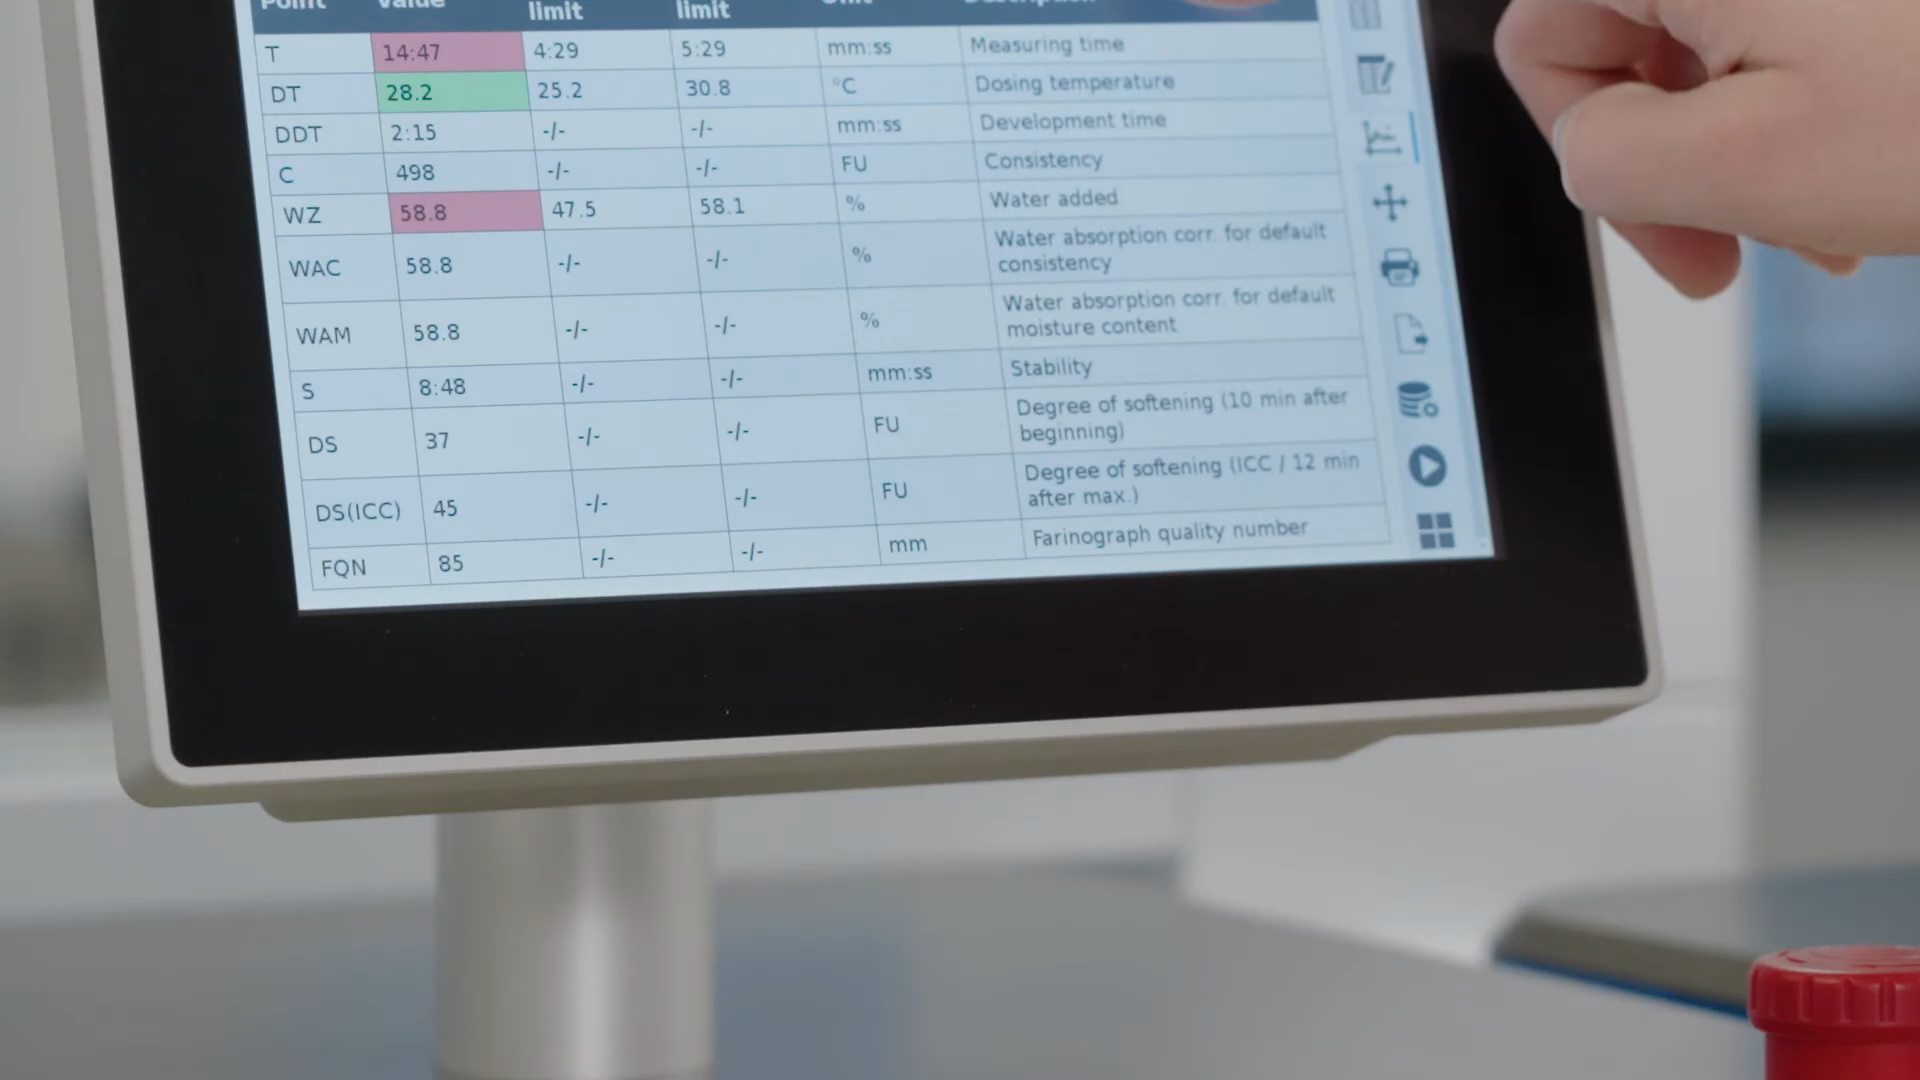 Point Value limit limit Unit Description
T 14:47 4:29 5:29 mm:ss Measuring time
DT 28.2 25.2 30.8 °C Dosing temperature
DDT 2:15 -/- -/- mm:ss Development time
C 498 -/- -/- FU Consistency
WZ 58.8 47.5 58.1 % Water added
WAC 58.8 -/- -/- % Water absorption corr. for default
consistency
WAM 58.8 -/- -/- % Water absorption corr. for default
moisture content
S 8:48 -/- -/- mm:ss Stability
DS 37 -/- -/- FU Degree of softening (10 min after
beginning)
DS(ICC) 45 -/- -/- FU Degree of softening (ICC / 12 min
after max.)
FQN 85 -/- -/- mm Farinograph quality number